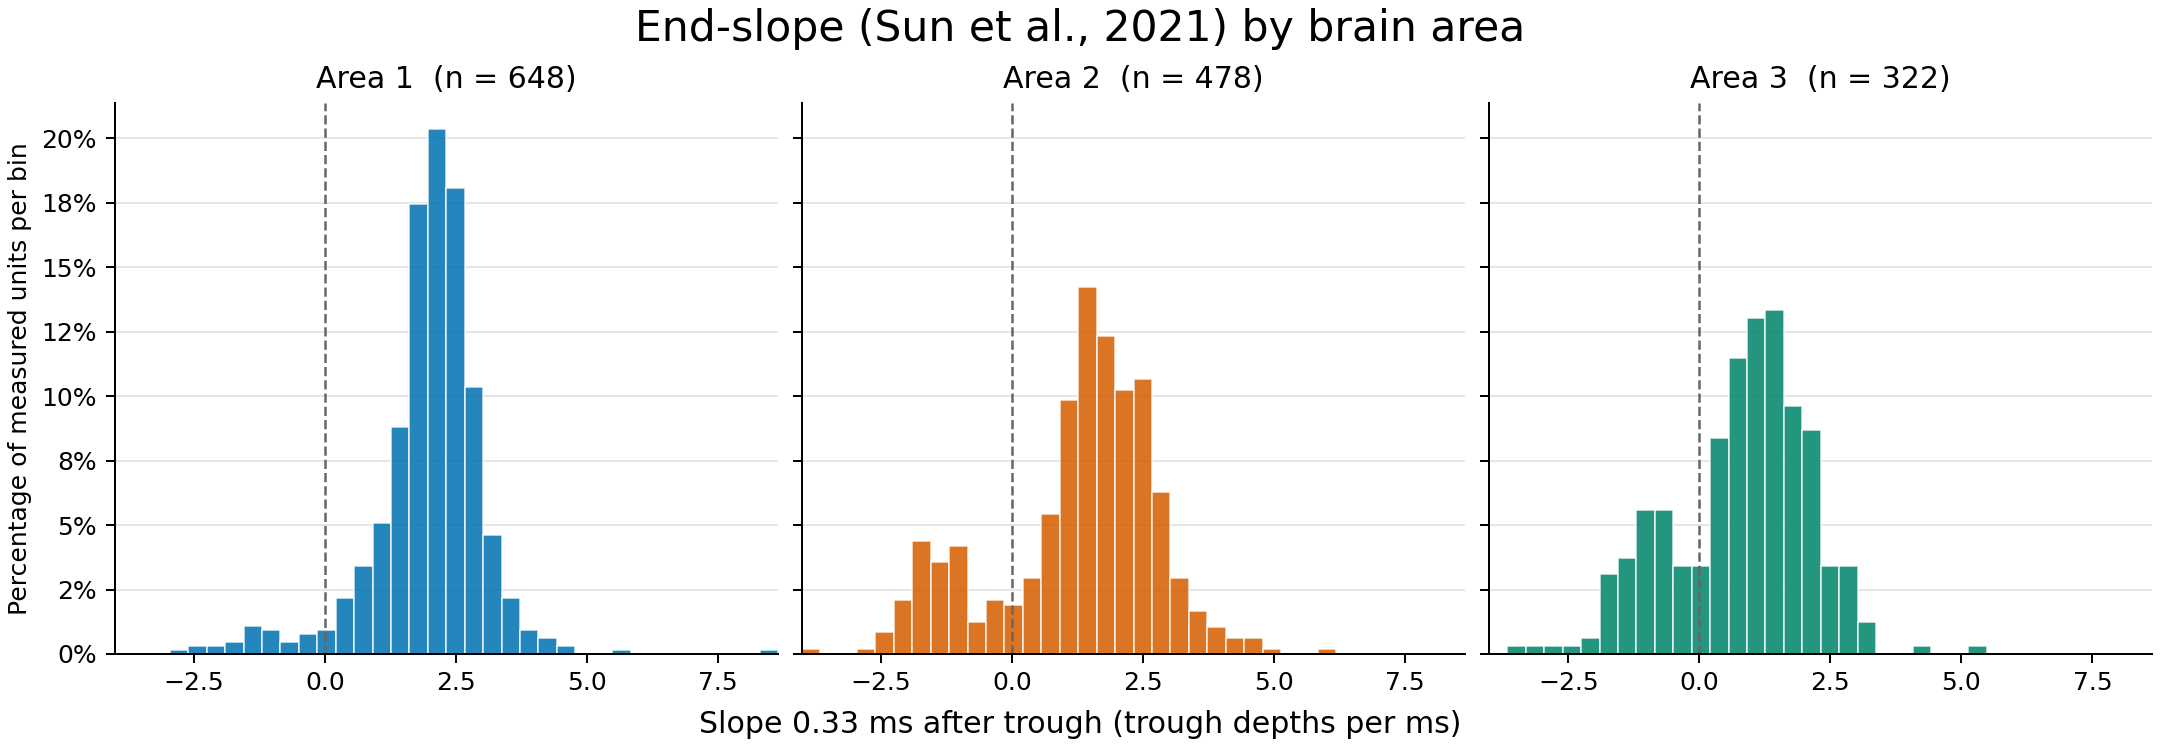 End-slope (Sun et al., 2021) by brain area
Area 1 (n = 648)
Area 2 (n = 478)
Area 3 (n = 322)
Percentage of measured units per bin
20%
18%
15%
12%
10%
8%
5%
2%
0%
−2.5 0.0 2.5 5.0 7.5
−2.5 0.0 2.5 5.0 7.5
−2.5 0.0 2.5 5.0 7.5
Slope 0.33 ms after trough (trough depths per ms)